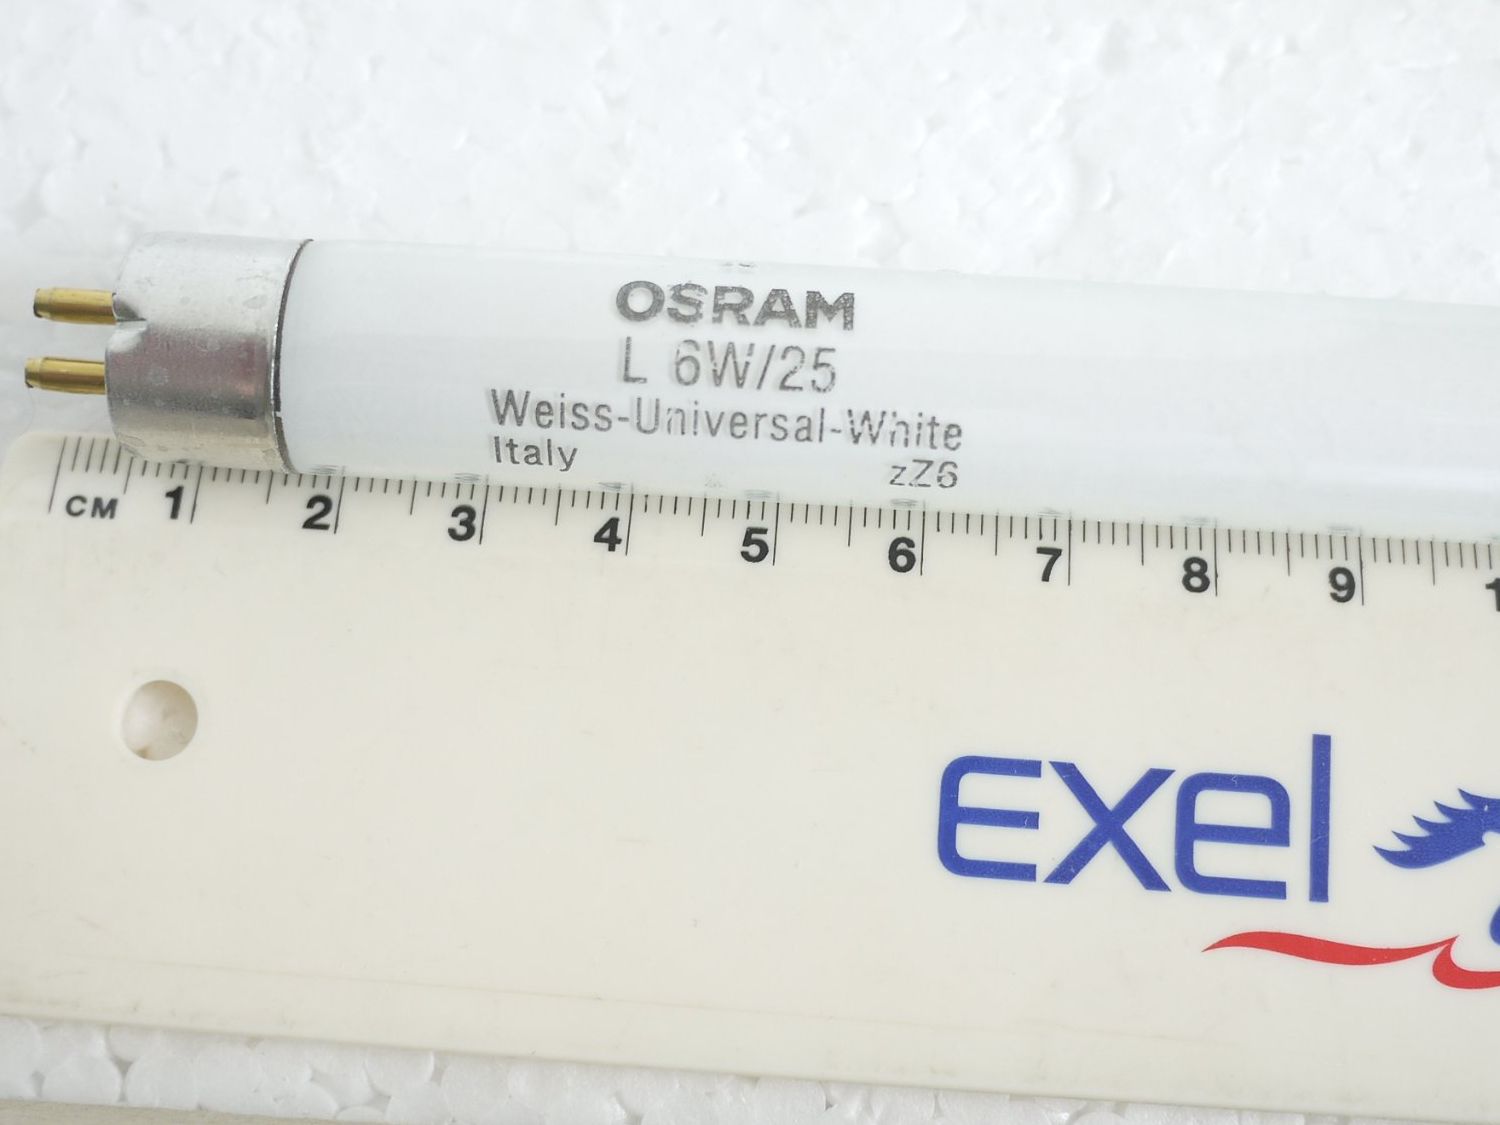 OSRAM
L 6W/25
Weiss-Universal-White
Italy zZ6
CM 1 2 3 4 5 6 7 8 9
exel